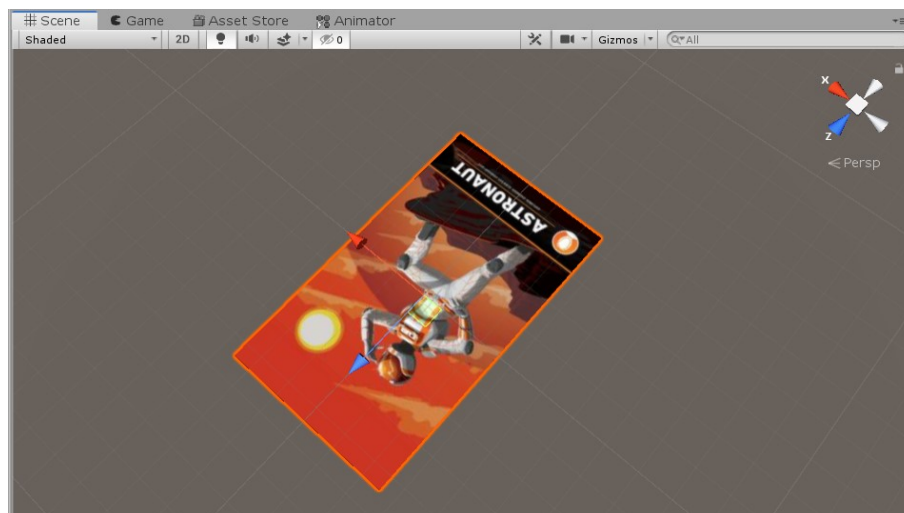 Scene Game Asset Store Animator
Shaded 2D 0 Gizmos All
x
z
Persp
ASTRONAUT